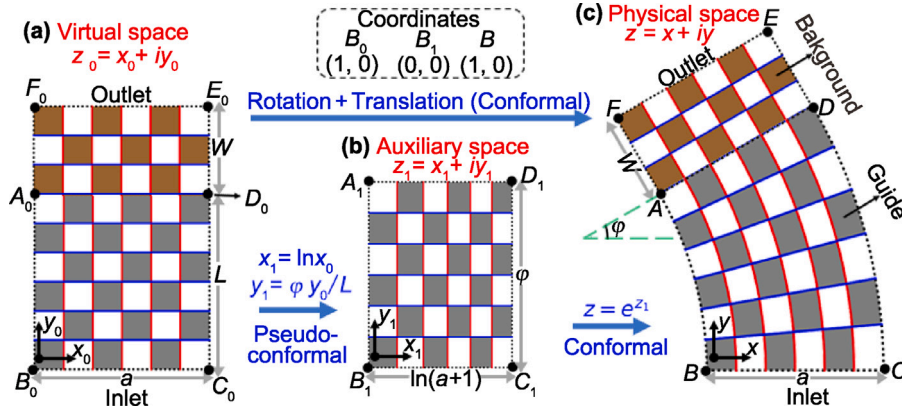 Coordinates
B₀ B₁ B
(1, 0) (0, 0) (1, 0)
(a) Virtual space
z₀ = x₀ + iy₀
F₀ Outlet E₀
W
A₀ D₀
L
y₀
x₀
B₀ a C₀
Inlet
Rotation + Translation (Conformal)
x₁ = lnx₀
y₁ = φ y₀/L
Pseudo-
conformal
(b) Auxiliary space
z₁ = x₁ + iy₁
A₁ D₁
φ
y₁
x₁
B₁ ln(a+1) C₁
z = e^z₁
Conformal
(c) Physical space
z = x + iy
E
Outlet
Bakground
F
D
W
A
Guide
φ
y
x
B a C
Inlet